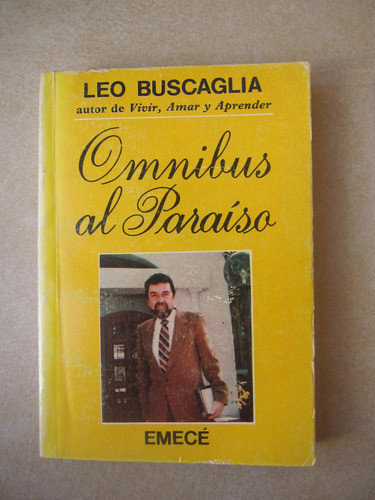 LEO BUSCAGLIA
autor de Vivir, Amar y Aprender
Omnibus
al Paraíso
EMECÉ